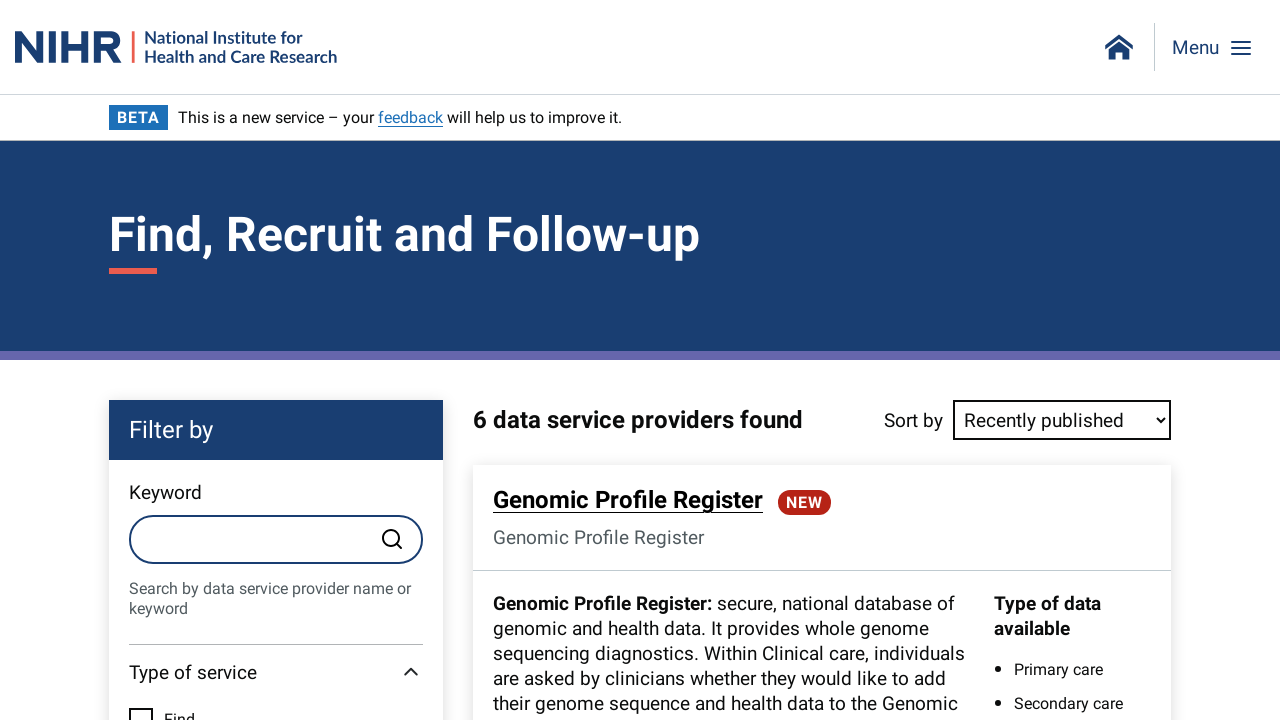 NIHR | National Institute for
Health and Care Research
Menu
BETA This is a new service – your feedback will help us to improve it.
Find, Recruit and Follow-up
Filter by
Keyword
Search by data service provider name or
keyword
Type of service
Find
6 data service providers found
Sort by Recently published
Genomic Profile Register NEW
Genomic Profile Register
Genomic Profile Register: secure, national database of
genomic and health data. It provides whole genome
sequencing diagnostics. Within Clinical care, individuals
are asked by clinicians whether they would like to add
their genome sequence and health data to the Genomic
Type of data
available
Primary care
Secondary care